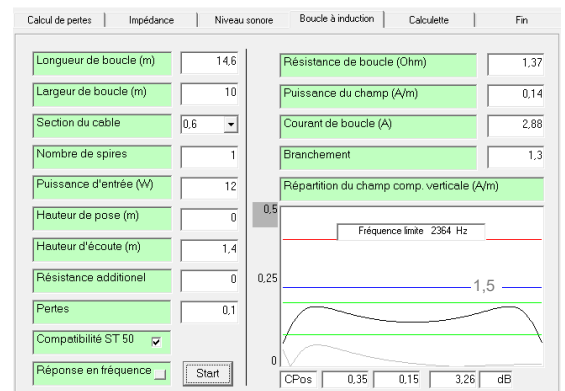 Calcul de pertes | Impédance | Niveau sonore | Boucle à induction | Calculette | Fin
Longueur de boucle (m) 14,6
Largeur de boucle (m) 10
Section du cable 0,6
Nombre de spires 1
Puissance d'entrée (W) 12
Hauteur de pose (m) 0
Hauteur d'écoute (m) 1,4
Résistance additionel 0
Pertes 0,1
Compatibilité ST 50
Réponse en fréquence
Start
Résistance de boucle (Ohm) 1,37
Puissance du champ (A/m) 0,14
Courant de boucle (A) 2,88
Branchement 1,3
Répartition du champ comp. verticale (A/m)
0,5
Fréquence limite 2364 Hz
0,25
1,5
0
CPos 0,35 0,15 3,26 dB